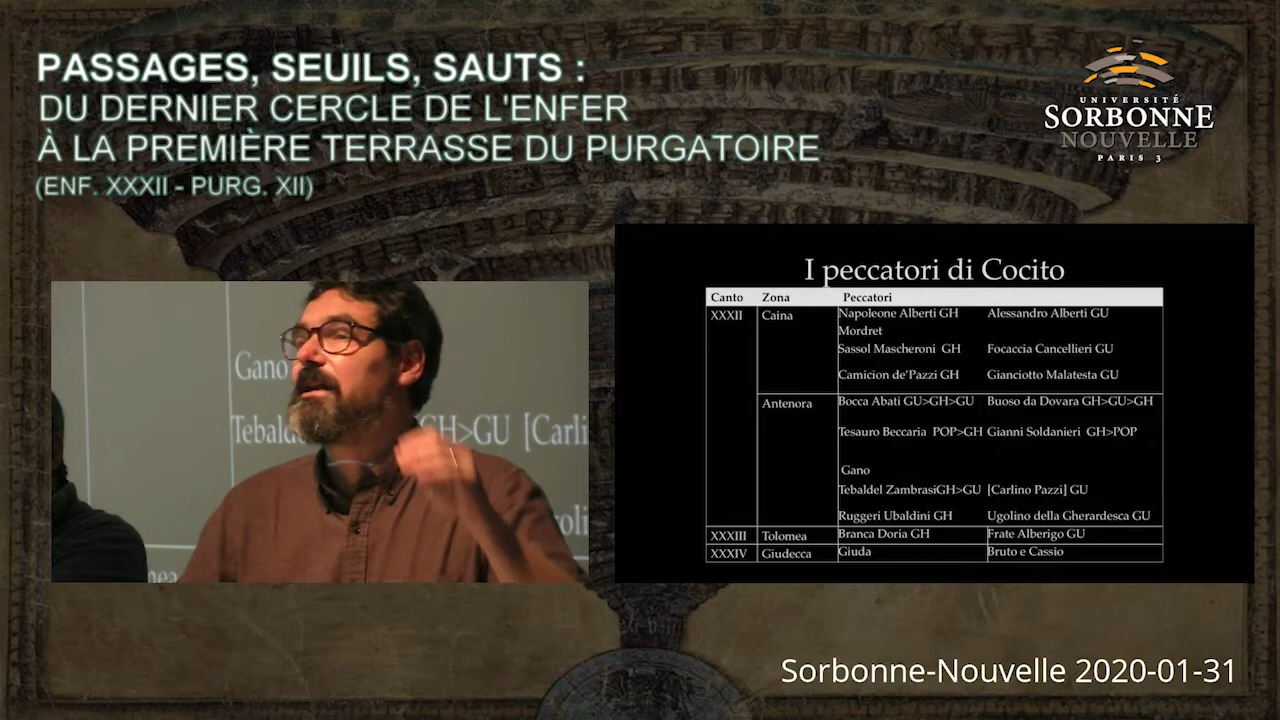 PASSAGES, SEUILS, SAUTS :
DU DERNIER CERCLE DE L'ENFER
À LA PREMIÈRE TERRASSE DU PURGATOIRE
(ENF. XXXII - PURG. XII)
UNIVERSITÉ
SORBONNE
NOUVELLE
PARIS 3
Gano
GH>GU [Carli
I peccatori di Cocito
Canto Zona Peccatori
XXXII Caina Napoleone Alberti GH Alessandro Alberti GU
Mordret
Sassol Mascheroni GH Focaccia Cancellieri GU
Camicion de'Pazzi GH Gianciotto Malatesta GU
Antenora Bocca Abati GU>GH>GU Buoso da Dovara GH>GU>GH
Tesauro Beccaria POP>GH Gianni Soldanieri GH>POP
Gano
Tebaldel ZambrasiGH>GU [Carlino Pazzi] GU
Ruggeri Ubaldini GH Ugolino della Gherardesca GU
XXXIII Tolomea Branca Doria GH Frate Alberigo GU
XXXIV Giudecca Giuda Bruto e Cassio
Sorbonne-Nouvelle 2020-01-31